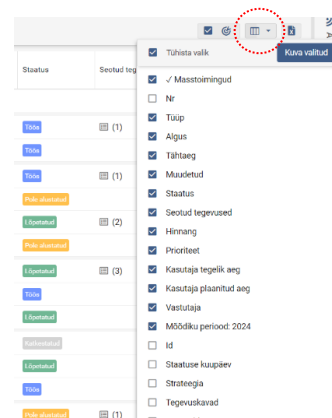 Tühista valik
Kuva valitud
Staatus
Seotud teg
✓ Masstoimingud
Nr
Tüüp
Algus
Tähtaeg
Muudetud
Staatus
Seotud tegevused
Hinnang
Prioriteet
Kasutaja tegelik aeg
Kasutaja plaanitud aeg
Vastutaja
Mõõdiku periood: 2024
Id
Staatuse kuupäev
Strateegia
Tegevuskavad
Töös
(1)
Töös
Töös
(1)
Pole alustatud
Lõpetatud
(2)
Pole alustatud
Lõpetatud
(3)
Töös
Lõpetatud
Katkestatud
Lõpetatud
Töös
Pole alustatud
(1)